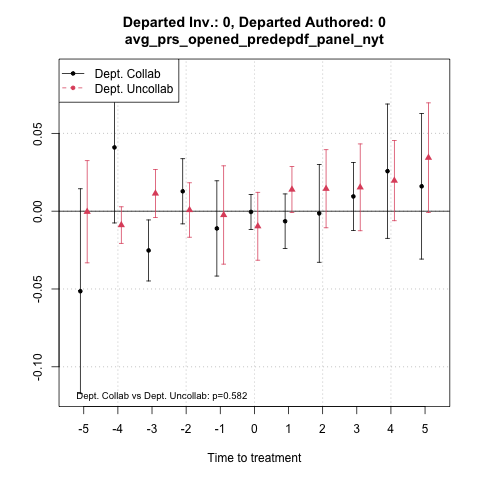 Departed Inv.: 0, Departed Authored: 0
avg_prs_opened_predepdf_panel_nyt
Dept. Collab
Dept. Uncollab
0.05
0.00
-0.05
-0.10
Dept. Collab vs Dept. Uncollab: p=0.582
-5 -4 -3 -2 -1 0 1 2 3 4 5
Time to treatment